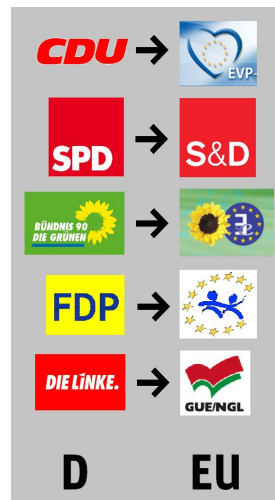 CDU
EVP-
SPD
S&D
BÜNDNIS 90
DIE GRÜNEN
FDP
DIE LINKE.
GUE/NGL
D EU